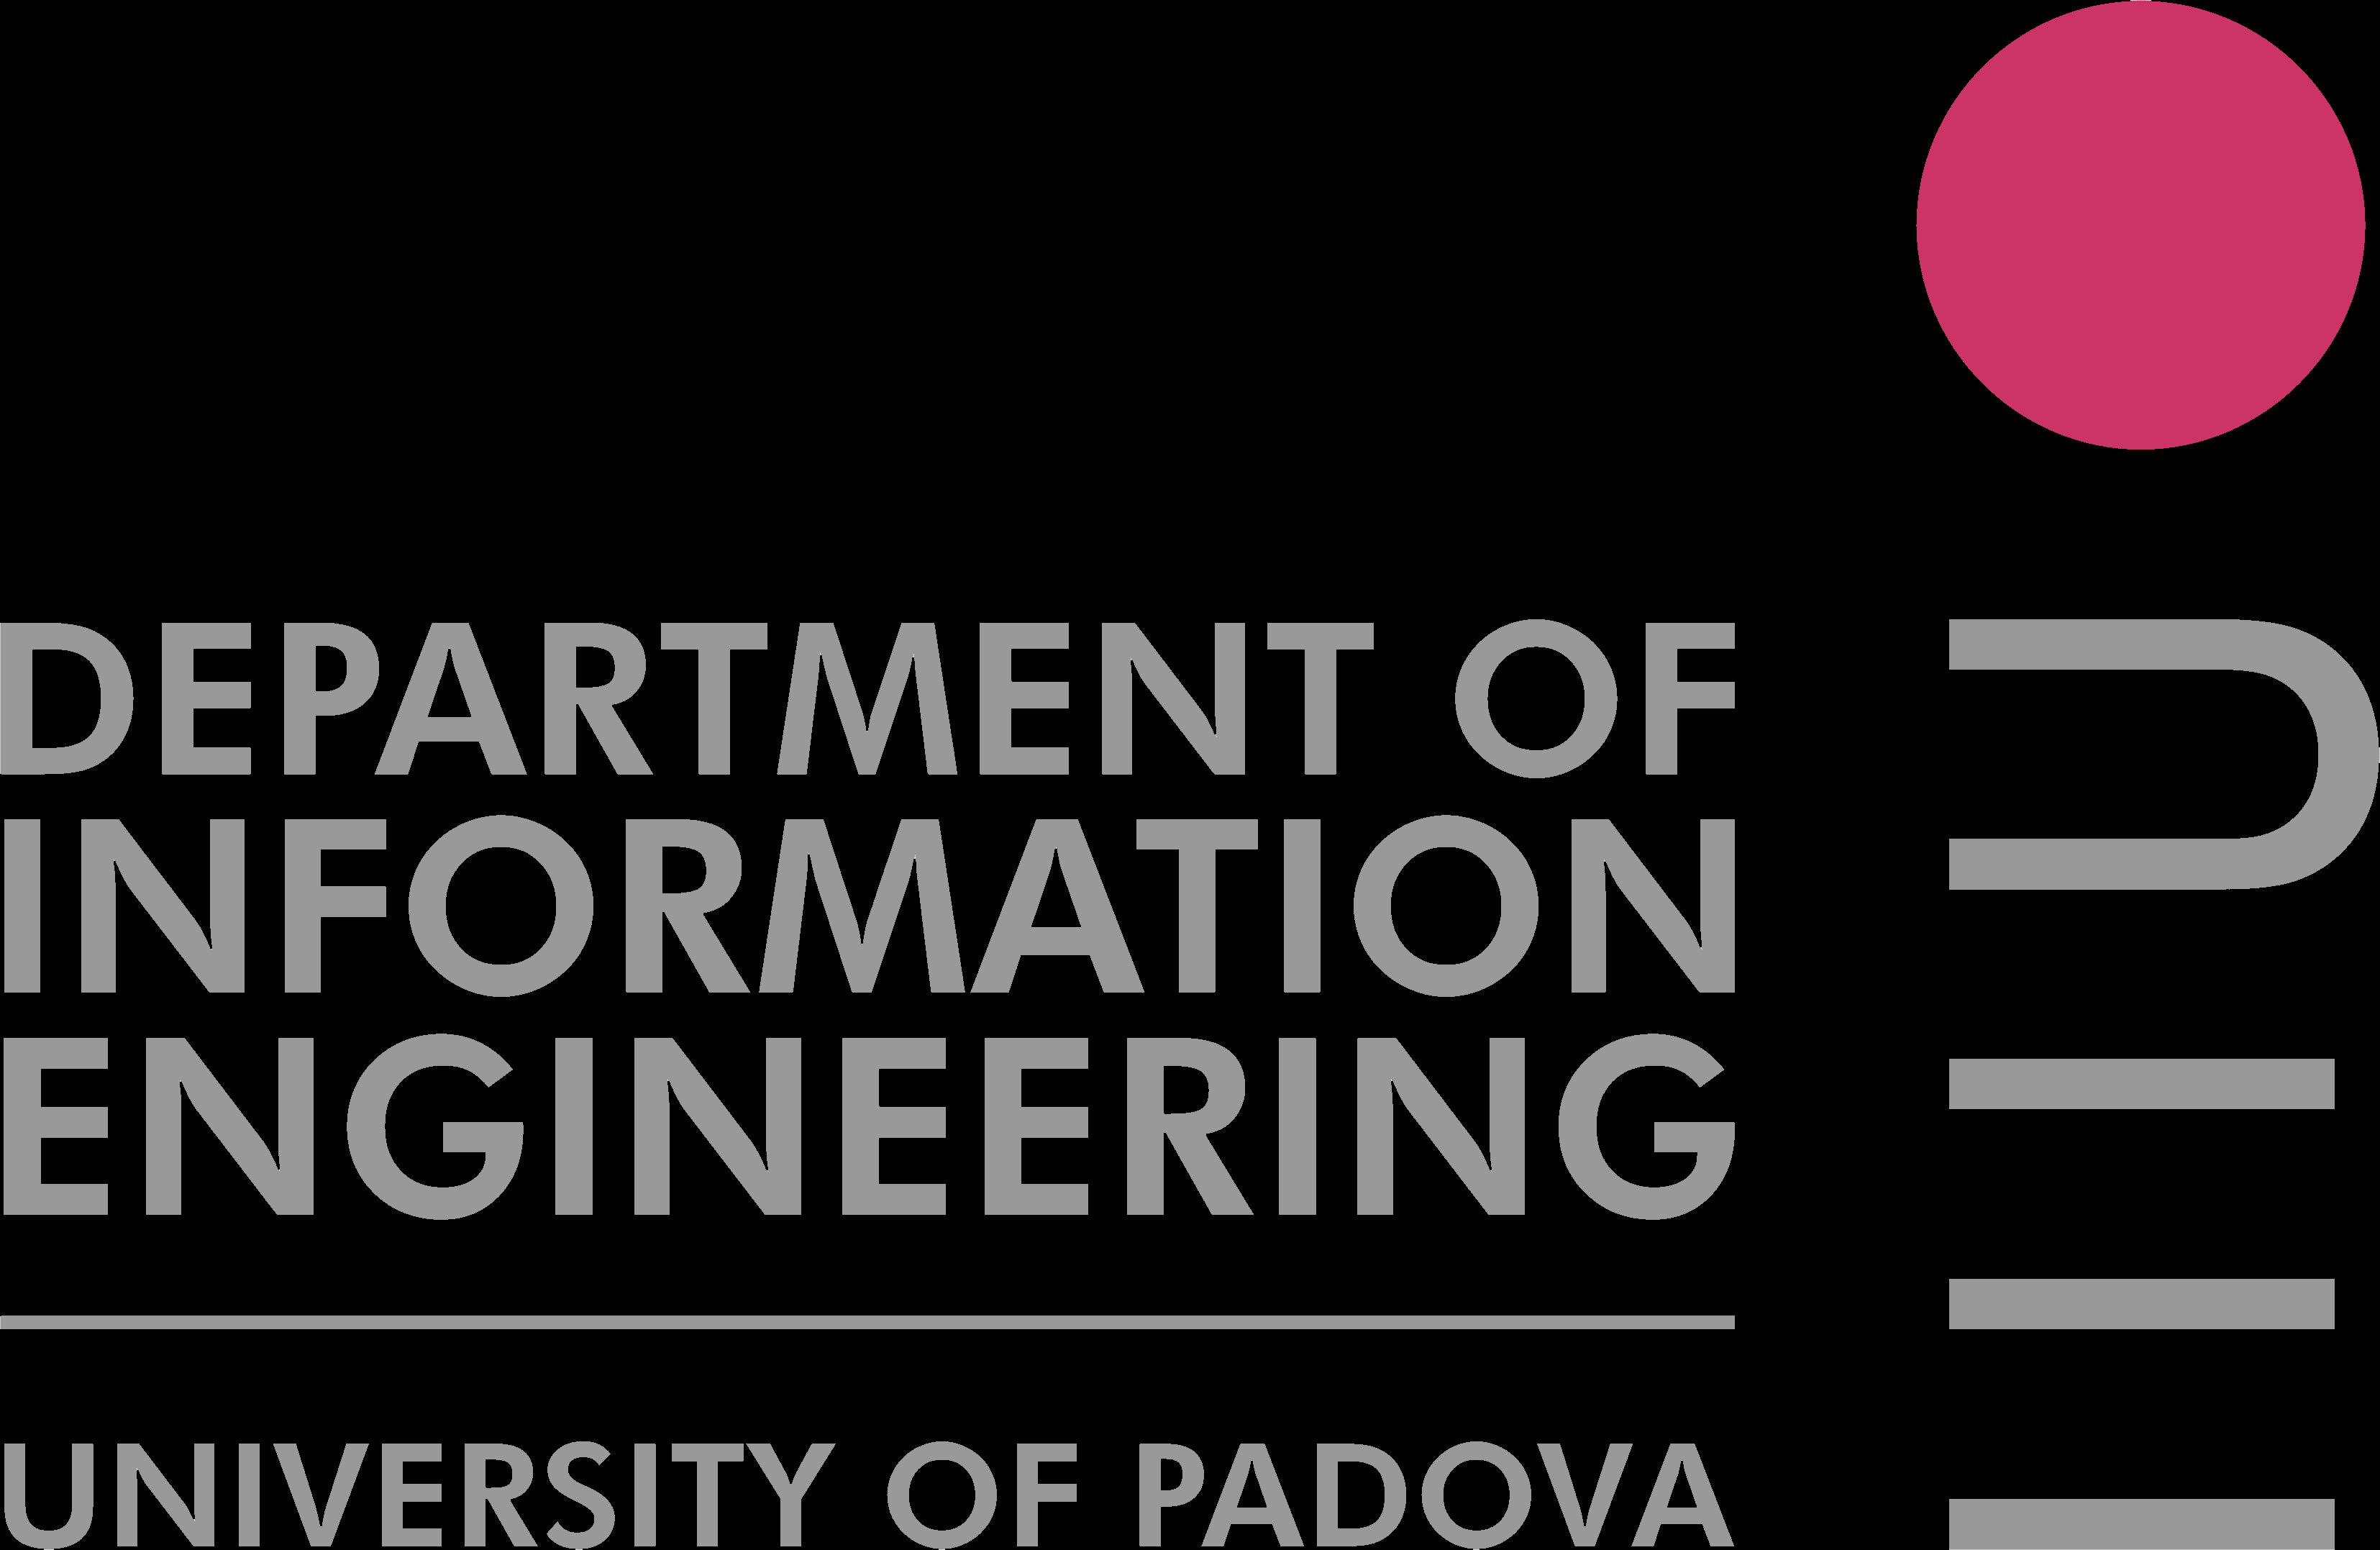 DEPARTMENT OF
INFORMATION
ENGINEERING
UNIVERSITY OF PADOVA